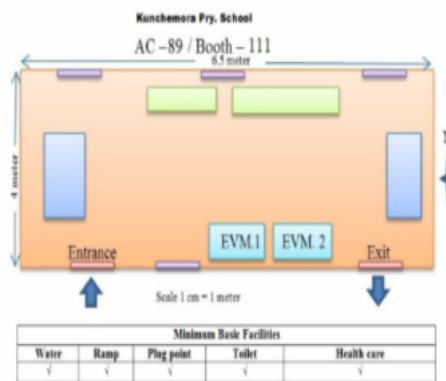 Kunchemora Pry. School
AC – 89 / Booth – 111
6.5 meter
4 meter
EVM.1
EVM. 2
Entrance
Exit
Scale 1 cm = 1 meter
Minimum Basic Facilities
Water Ramp Plug point Toilet Health care
√ √ √ √ √